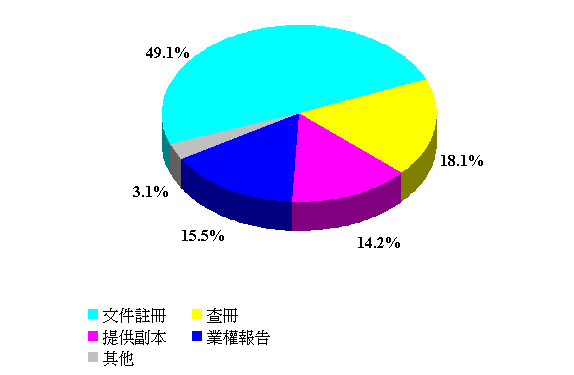 49.1%
18.1%
3.1%
15.5%
14.2%
文件註冊 查冊
提供副本 業權報告
其他